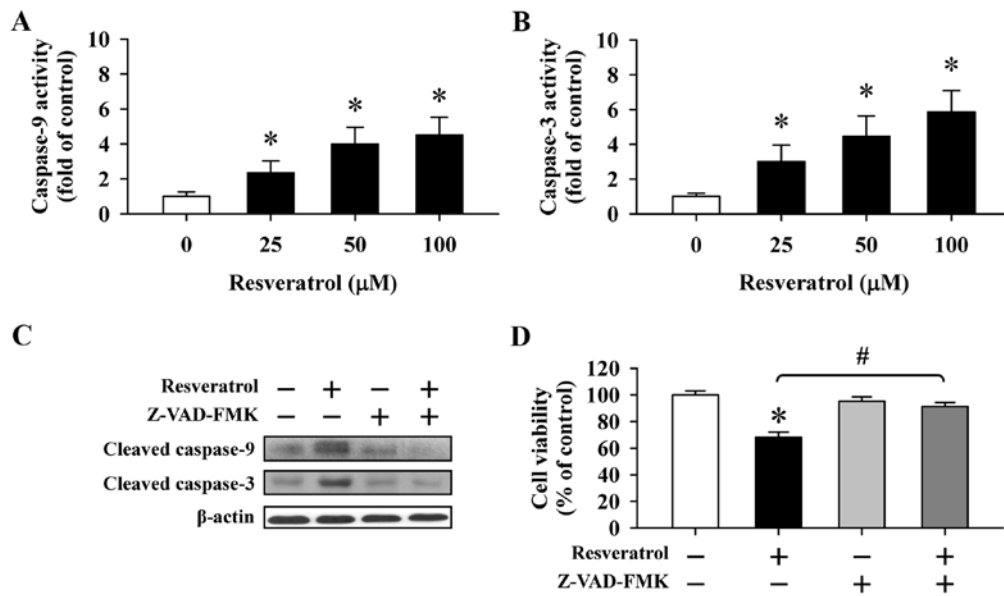 A
Caspase-9 activity
(fold of control)
10
8
6
4
2
0
* * *
0 25 50 100
Resveratrol (μM)
B
Caspase-3 activity
(fold of control)
10
8
6
4
2
0
* * *
0 25 50 100
Resveratrol (μM)
C
Resveratrol − + − +
Z-VAD-FMK − − + +
Cleaved caspase-9
Cleaved caspase-3
β-actin
D
Cell viability
(% of control)
120
100
80
60
40
20
0
#
*
Resveratrol − + − +
Z-VAD-FMK − − + +